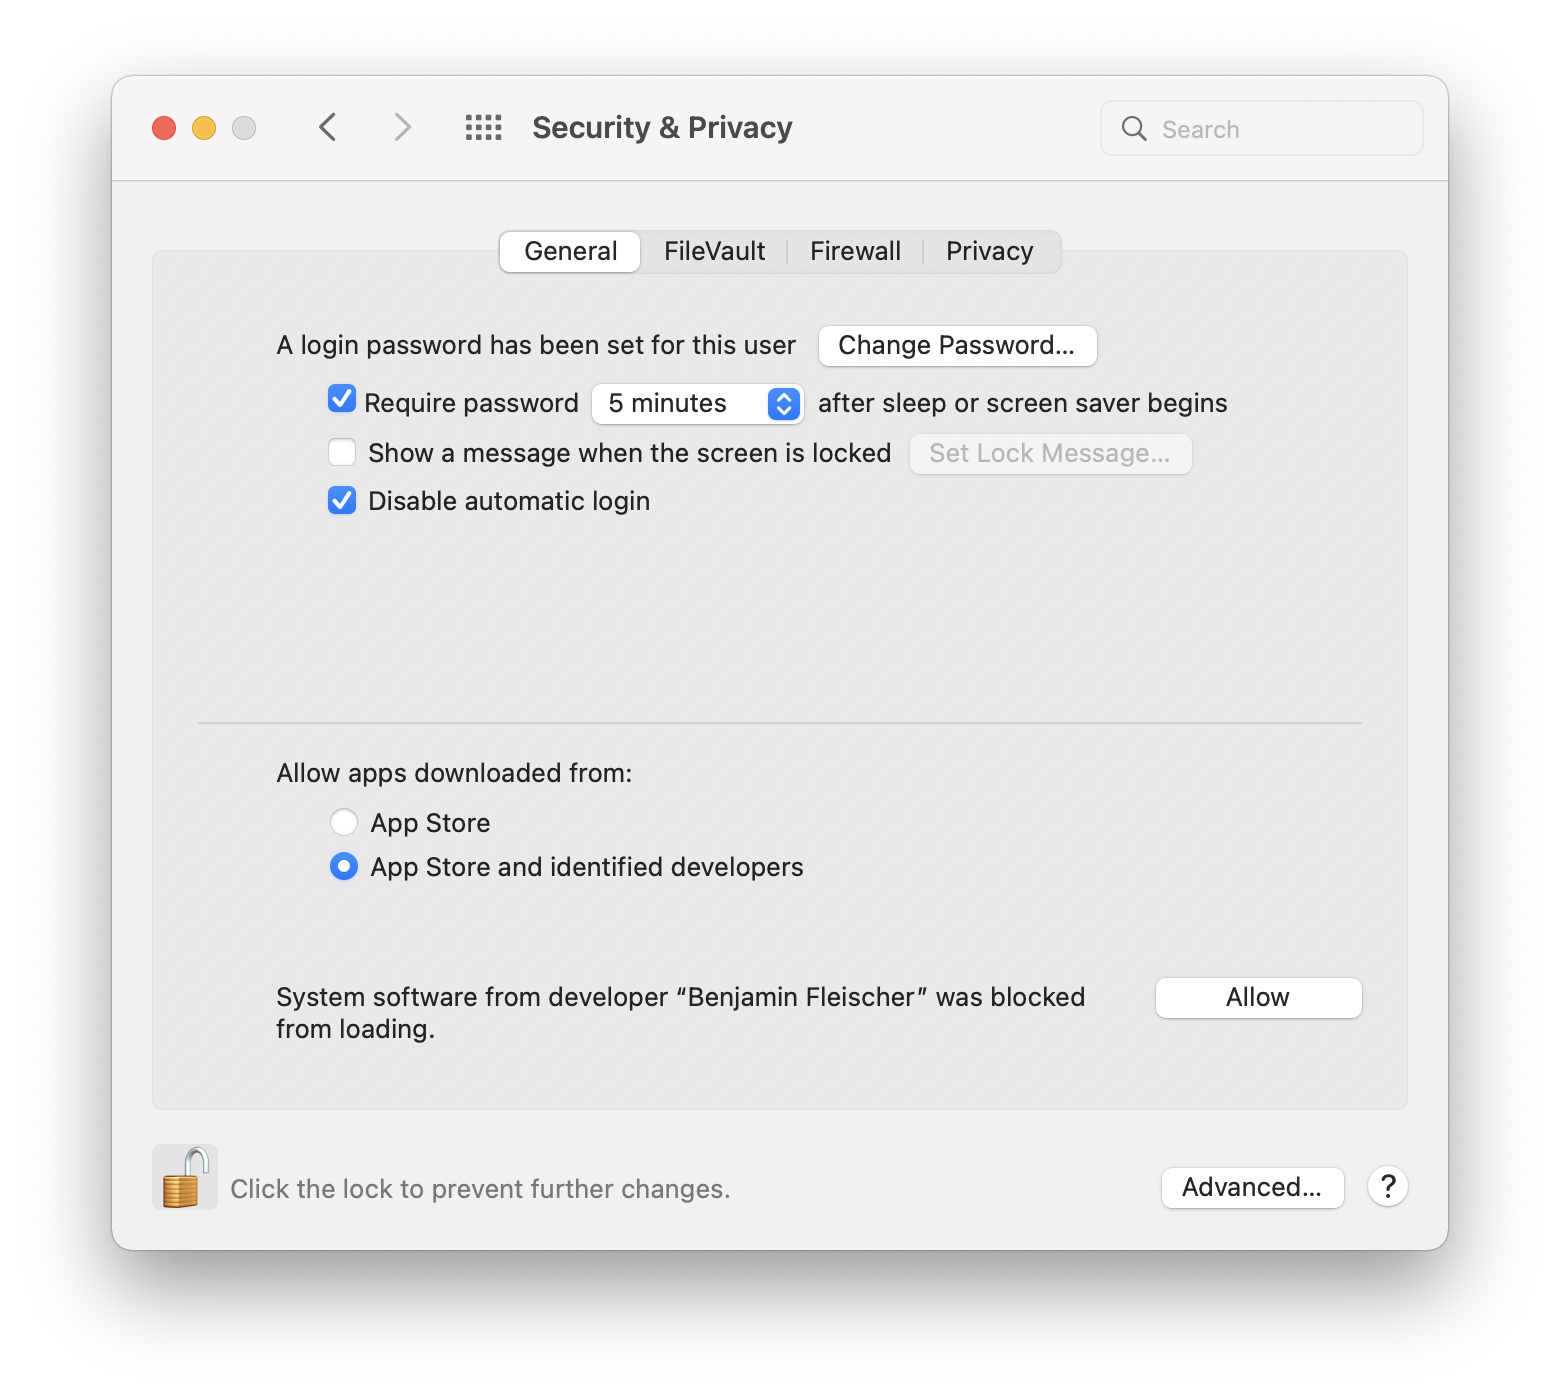 Security & Privacy
Search
General
FileVault
Firewall
Privacy
A login password has been set for this user
Change Password...
Require password
5 minutes
after sleep or screen saver begins
Show a message when the screen is locked
Set Lock Message...
Disable automatic login
Allow apps downloaded from:
App Store
App Store and identified developers
System software from developer “Benjamin Fleischer” was blocked
from loading.
Allow
Click the lock to prevent further changes.
Advanced...
?